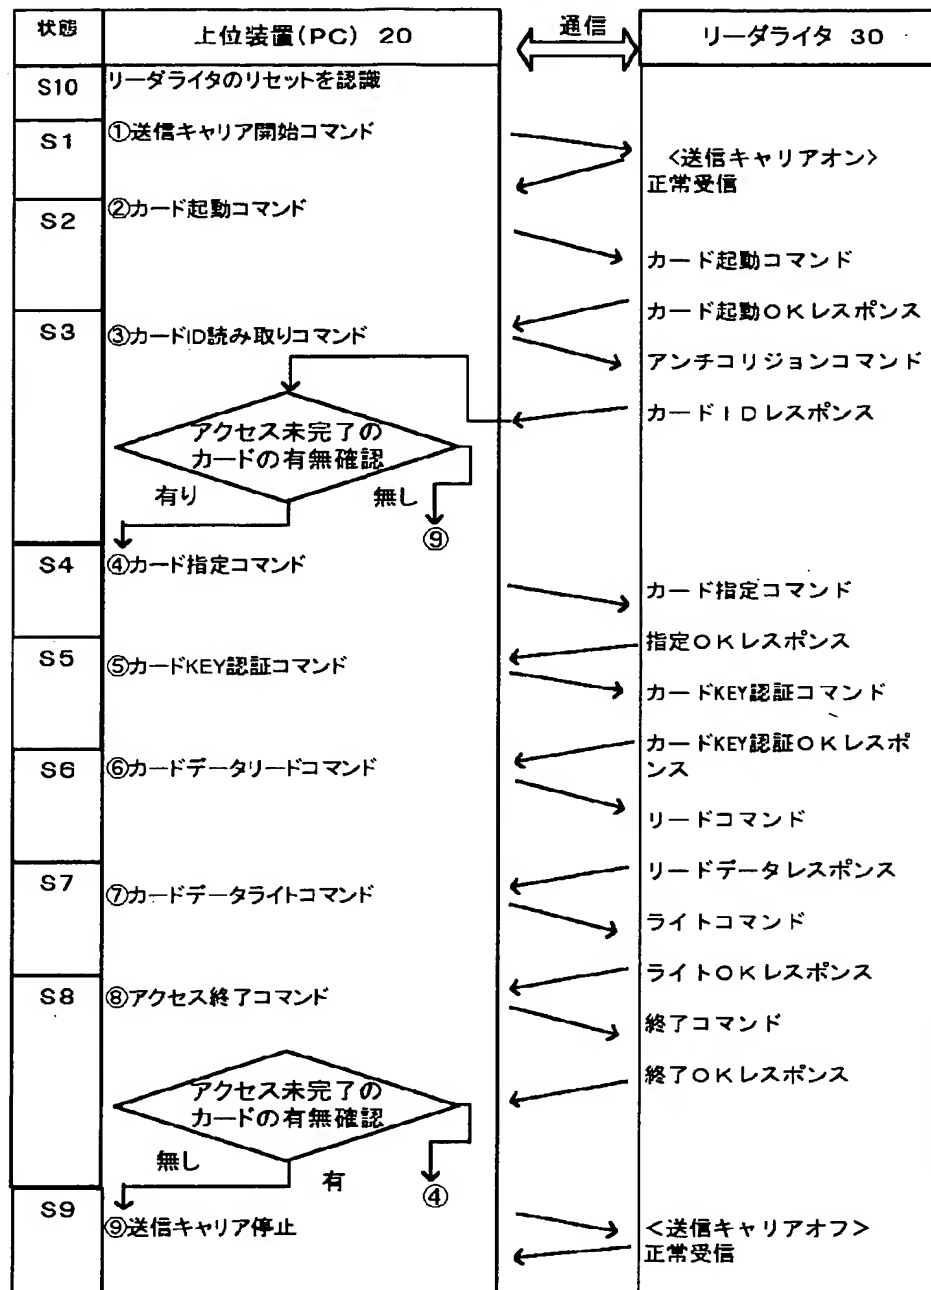 状態
上位装置(PC) 20
通信
リーダライタ 30
S10
リーダライタのリセットを認識
S1
①送信キャリア開始コマンド
<送信キャリアオン>
正常受信
S2
②カード起動コマンド
カード起動コマンド
カード起動OKレスポンス
S3
③カードID読み取りコマンド
アンチコリジョンコマンド
カードIDレスポンス
アクセス未完了の
カードの有無確認
有り
無し
⑨
S4
④カード指定コマンド
カード指定コマンド
指定OKレスポンス
S5
⑤カードKEY認証コマンド
カードKEY認証コマンド
カードKEY認証OKレスポ
ンス
S6
⑥カードデータリードコマンド
リードコマンド
リードデータレスポンス
S7
⑦カードデータライトコマンド
ライトコマンド
ライトOKレスポンス
S8
⑧アクセス終了コマンド
終了コマンド
終了OKレスポンス
アクセス未完了の
カードの有無確認
無し
有
④
S9
⑨送信キャリア停止
<送信キャリアオフ>
正常受信